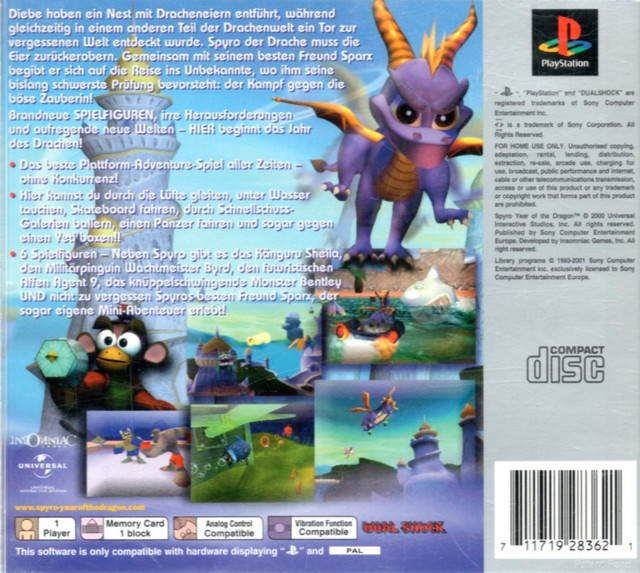 Diebe haben ein Nest mit Dracheneiern entführt, während
gleichzeitig in einem anderen Teil der Drachenwelt ein Tor zur
vergessenen Welt entdeckt wurde. Spyro der Drache muss die
Eier zurückerobern. Gemeinsam mit seinem besten Freund Sparx
begibt er sich auf die Reise ins Unbekannte, wo ihm seine
bislang schwerste Prüfung bevorsteht: der Kampf gegen die
böse Zauberin!
Brandneue SPIELFIGUREN, irre Herausforderungen
und aufregende neue Welten – HIER beginnt das Jahr
des Drachen!
• Das beste Plattform-Adventure-Spiel aller Zeiten –
ohne Konkurrenz!
• Hier kannst du durch die Lüfte gleiten, unter Wasser
tauchen, Skateboard fahren, durch Schnellschuss-
Galerien ballern, einen Panzer fahren und sogar gegen
einen Yeti boxen!!
• 6 Spielfiguren – Neben Spyro gibt es das Känguru Sheila,
den Militärpinguin Wachtmeister Byrd, den futuristischen
Affen Agent 9, das knüppelschwingende Monster Bentley
UND nicht zu vergessen Spyros besten Freund Sparx, der
sogar eigene Mini-Abenteuer erlebt!
INSOMNIAC
GAMES
UNIVERSAL
UNIVERSAL INTERACTIVE STUDIOS
www.spyro-yearofthedragon.com
1
Player
Memory Card
1 block
Analog Control
Compatible
Vibration Function
Compatible
DUAL SHOCK
This software is only compatible with hardware displaying " " and PAL
PlayStation
" ", "PlayStation" and "DUALSHOCK" are
registered trademarks of Sony Computer
Entertainment Inc.
is a trademark of Sony Corporation. All
Rights Reserved.
FOR HOME USE ONLY. Unauthorised copying,
adaptation, rental, lending, distribution,
extraction, re-sale, arcade use, charging for
use, broadcast, public performance and internet,
cable or other telecommunications transmission,
access or use of this product or any trademark
or copyright work that forms part of this product
are prohibited.
Spyro Year of the Dragon™ © 2000 Universal
Interactive Studios, Inc. All rights reserved.
Published by Sony Computer Entertainment
Europe. Developed by Insomniac Games, Inc. All
right reserved.
Library programs © 1993-2001 Sony Computer
Entertainment Inc. exclusively licensed to Sony
Computer Entertainment Europe.
COMPACT
disc
7 11719 28362 1